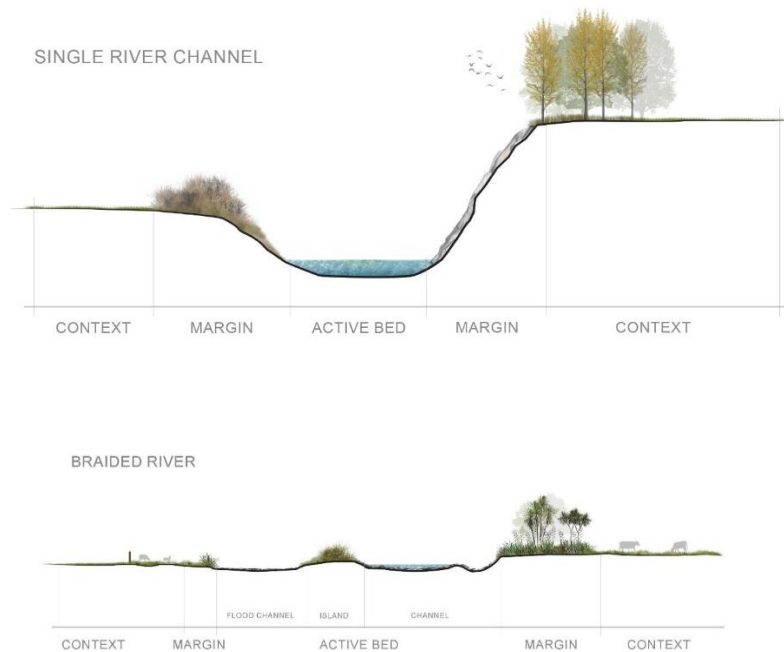 SINGLE RIVER CHANNEL
CONTEXT MARGIN ACTIVE BED MARGIN CONTEXT
BRAIDED RIVER
FLOOD CHANNEL ISLAND CHANNEL
CONTEXT MARGIN ACTIVE BED MARGIN CONTEXT